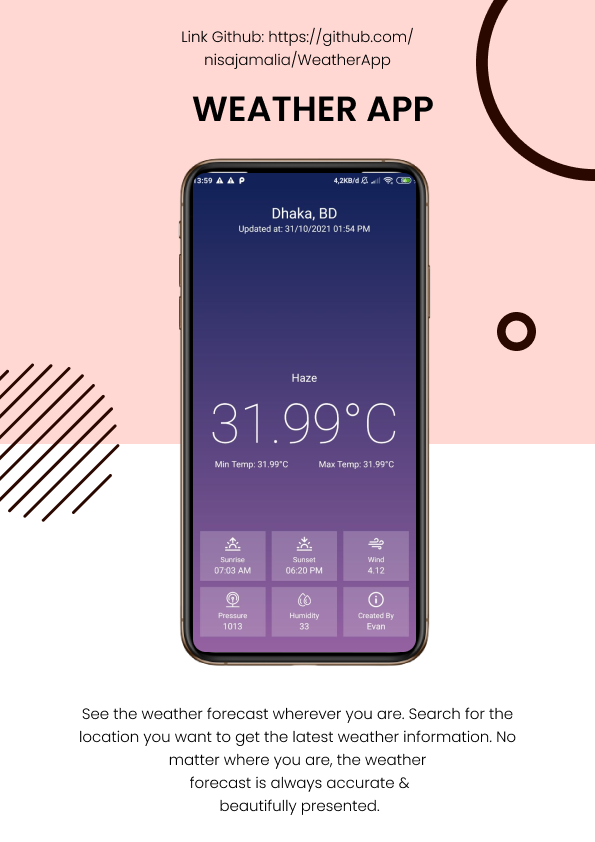 Link Github: https://github.com/
nisajamalia/WeatherApp
WEATHER APP
3:59
4,2KB/d
Dhaka, BD
Updated at: 31/10/2021 01:54 PM
Haze
31.99°C
Min Temp: 31.99°C Max Temp: 31.99°C
Sunrise Sunset Wind
07:03 AM 06:20 PM 4.12
Pressure Humidity Created By
1013 33 Evan
See the weather forecast wherever you are. Search for the
location you want to get the latest weather information. No
matter where you are, the weather
forecast is always accurate &
beautifully presented.